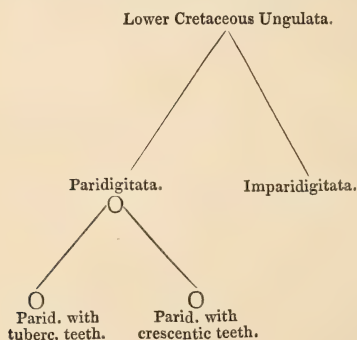 Lower Cretaceous Ungulata.
Paridigitata. Imparidigitata.
Parid. with Parid. with
tuberc. teeth. crescentic teeth.